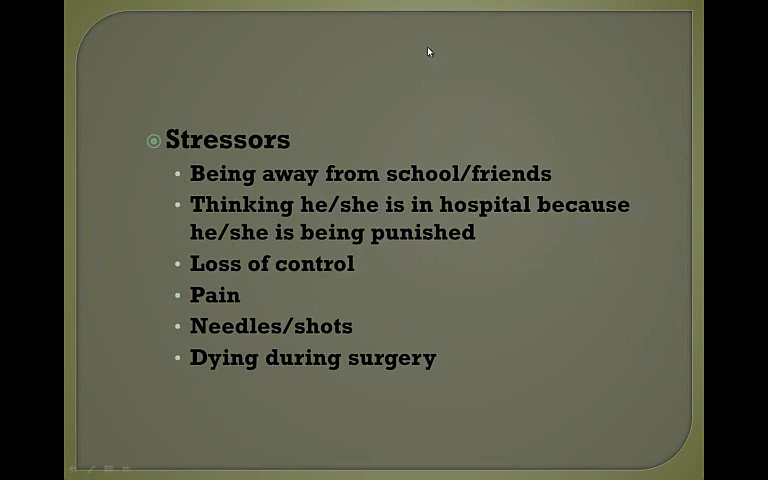 Stressors
Being away from school/friends
Thinking he/she is in hospital because
he/she is being punished
Loss of control
Pain
Needles/shots
Dying during surgery